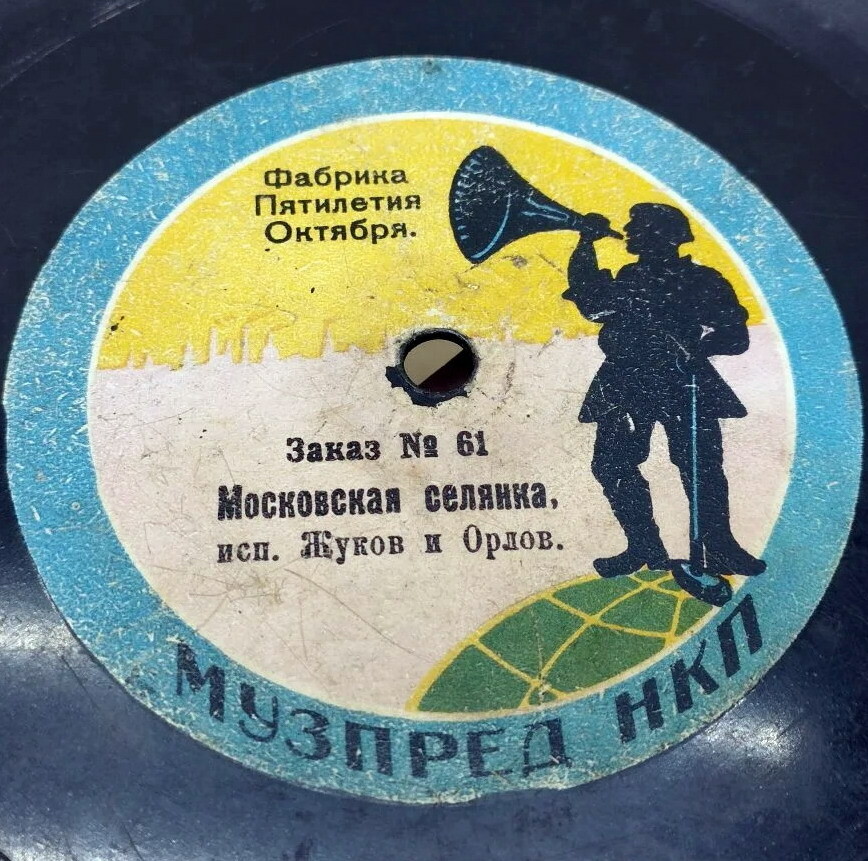 Фабрика
Пятилетия
Октября.
Заказ № 61
Московская селянка,
исп. Жуков и Орлов.
МУЗПРЕД НКП